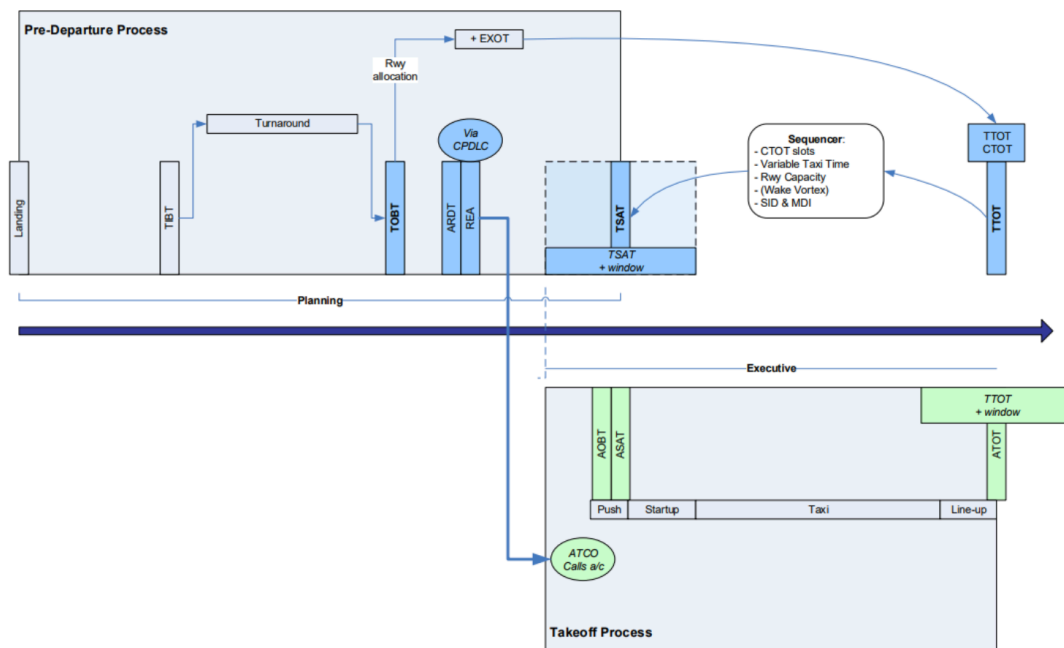 Pre-Departure Process
+ EXOT
Rwy
allocation
Turnaround
Via
CPDLC
Sequencer:
- CTOT slots
- Variable Taxi Time
- Rwy Capacity
- (Wake Vortex)
- SID & MDI
TTOT
CTOT
Landing
TIBT
TOBT
ARDT
REA
TSAT
TTOT
TSAT
+ window
Planning
Executive
TTOT
+ window
AOBT
ASAT
ATOT
Push
Startup
Taxi
Line-up
ATCO
Calls a/c
Takeoff Process